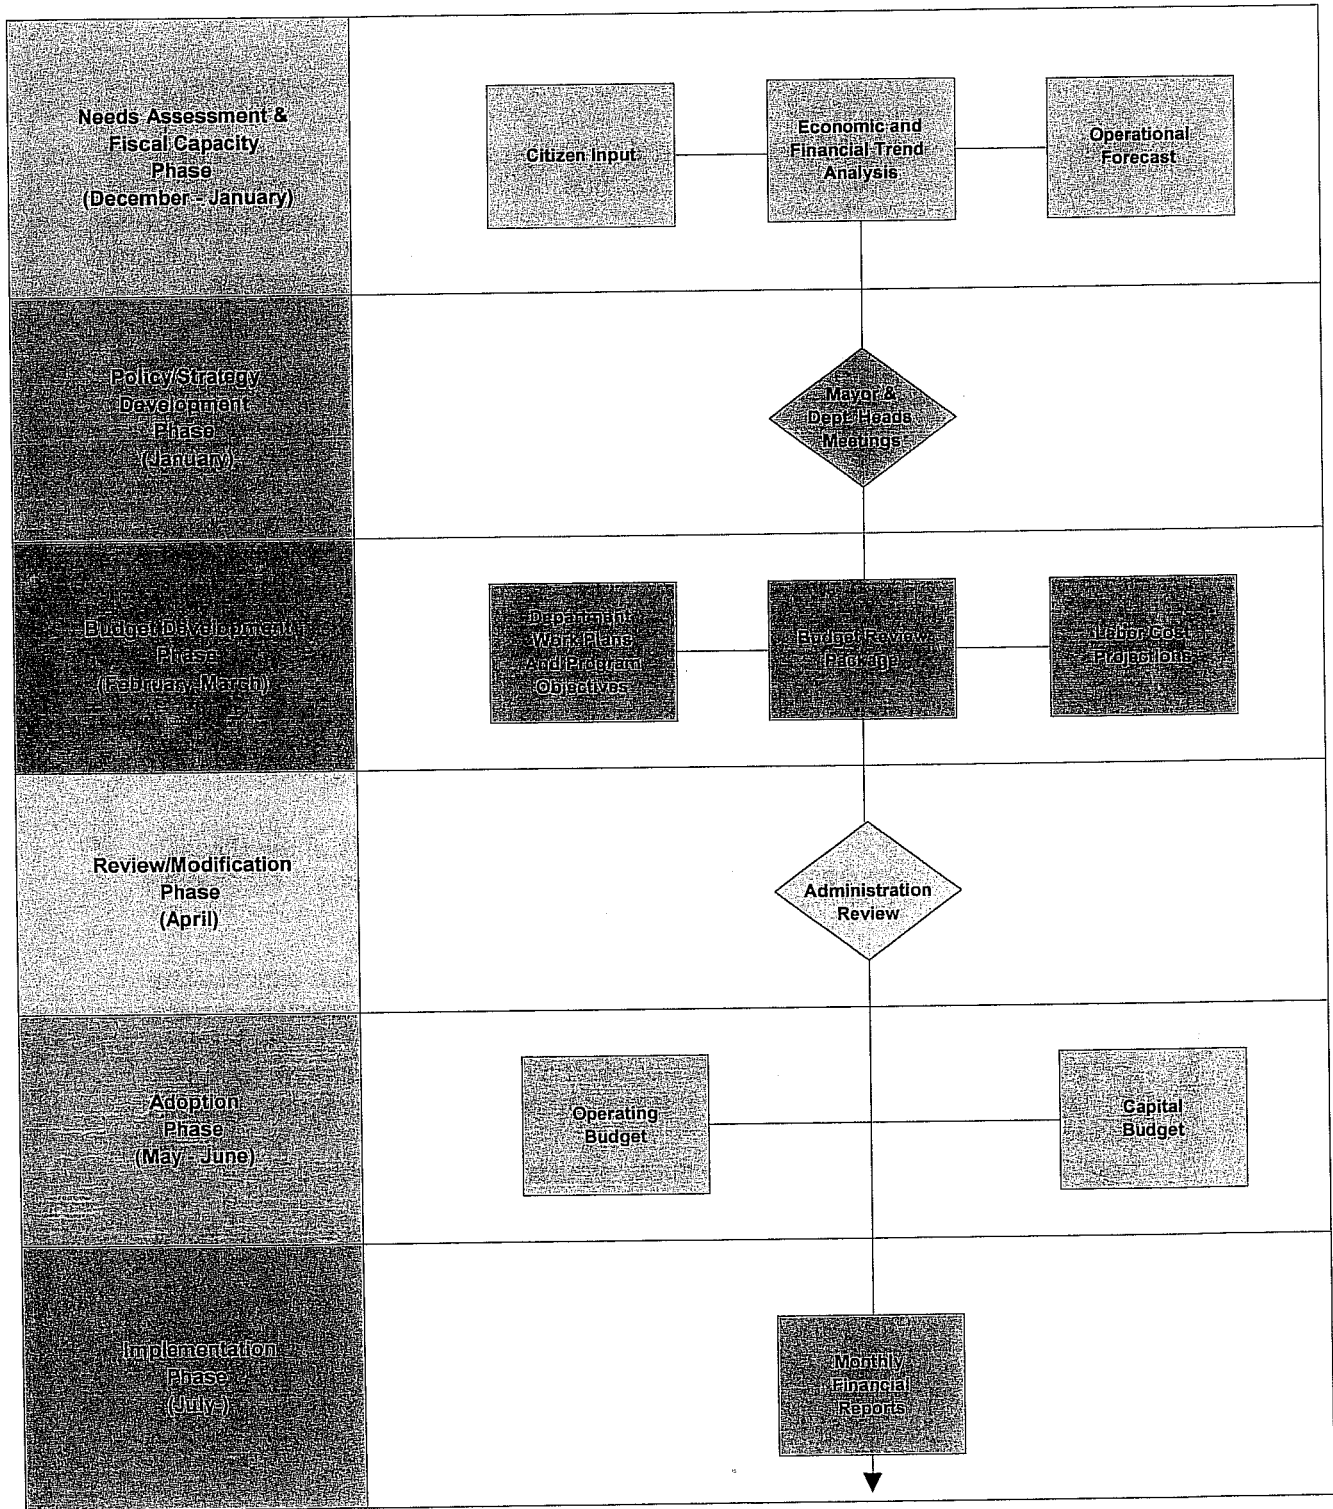 Needs Assessment &
Fiscal Capacity
Phase
(December - January)
Citizen Input
Economic and
Financial Trend
Analysis
Operational
Forecast
Policy/Strategy
Development
Phase
(January)
Mayor &
Dept. Heads
Meetings
Budget Development
Phase
(February-March)
Department
Work Plans
And Program
Objectives
Budget Review
Package
Labor Cost
Projections
Review/Modification
Phase
(April)
Administration
Review
Adoption
Phase
(May - June)
Operating
Budget
Capital
Budget
Implementation
Phase
(July-)
Monthly
Financial
Reports